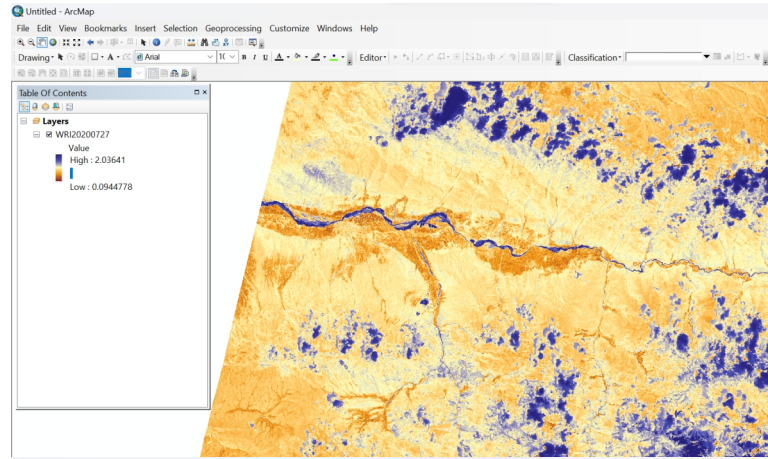 Untitled - ArcMap
File Edit View Bookmarks Insert Selection Geoprocessing Customize Windows Help
Drawing Arial 10 B I U A Editor Classification
Table Of Contents
Layers
WRI20200727
Value
High : 2.03641
Low : 0.0944778